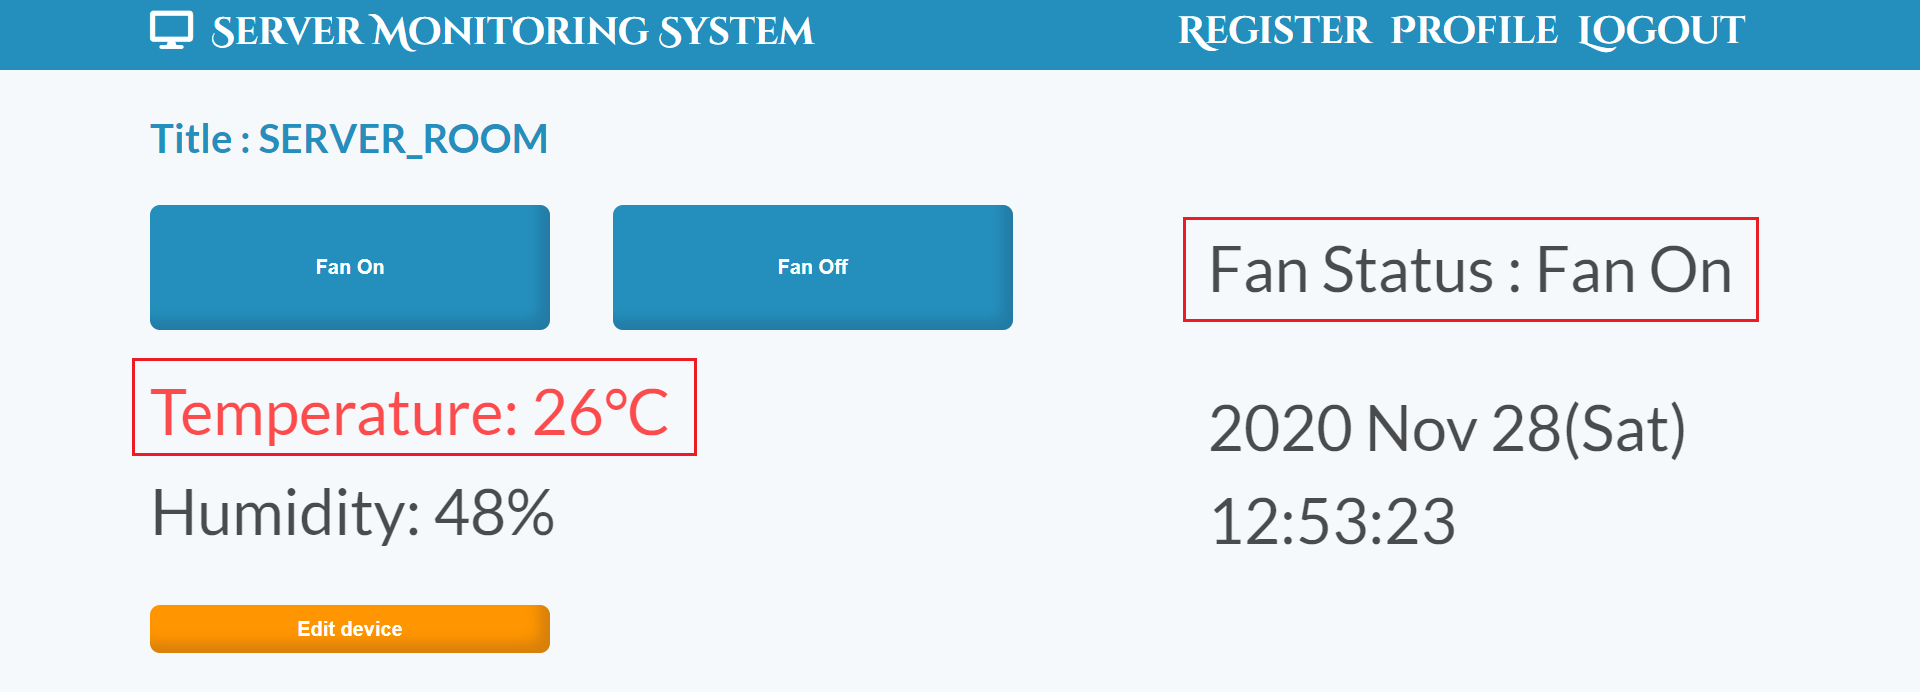 Server Monitoring System
Register Profile Logout
Title : SERVER_ROOM
Fan On
Fan Off
Fan Status : Fan On
Temperature: 26°C
Humidity: 48%
2020 Nov 28(Sat)
12:53:23
Edit device